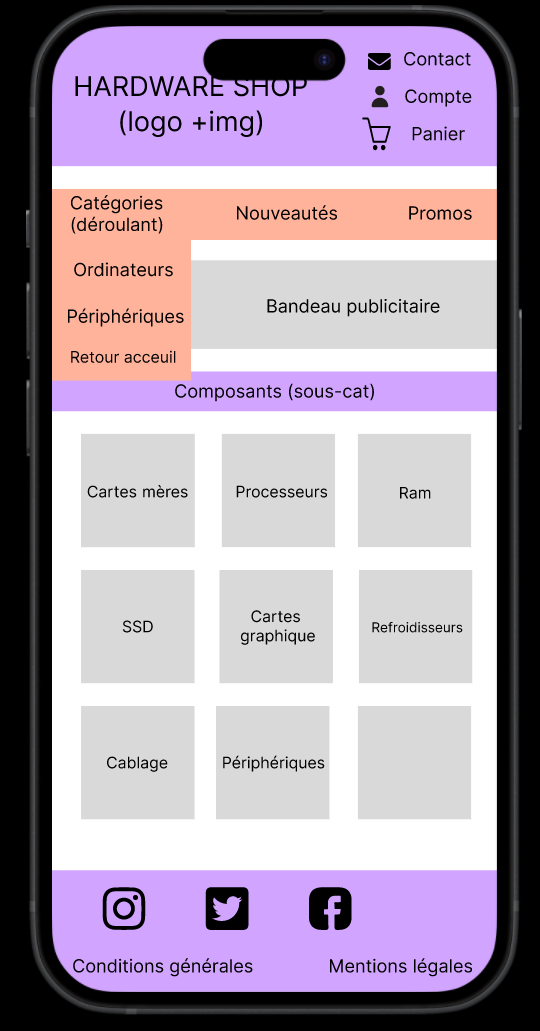 HARDWARE SHOP
(logo +img)
Contact
Compte
Panier
Catégories
(déroulant)
Nouveautés
Promos
Ordinateurs
Périphériques
Retour acceuil
Bandeau publicitaire
Composants (sous-cat)
Cartes mères
Processeurs
Ram
SSD
Cartes
graphique
Refroidisseurs
Cablage
Périphériques
Conditions générales
Mentions légales